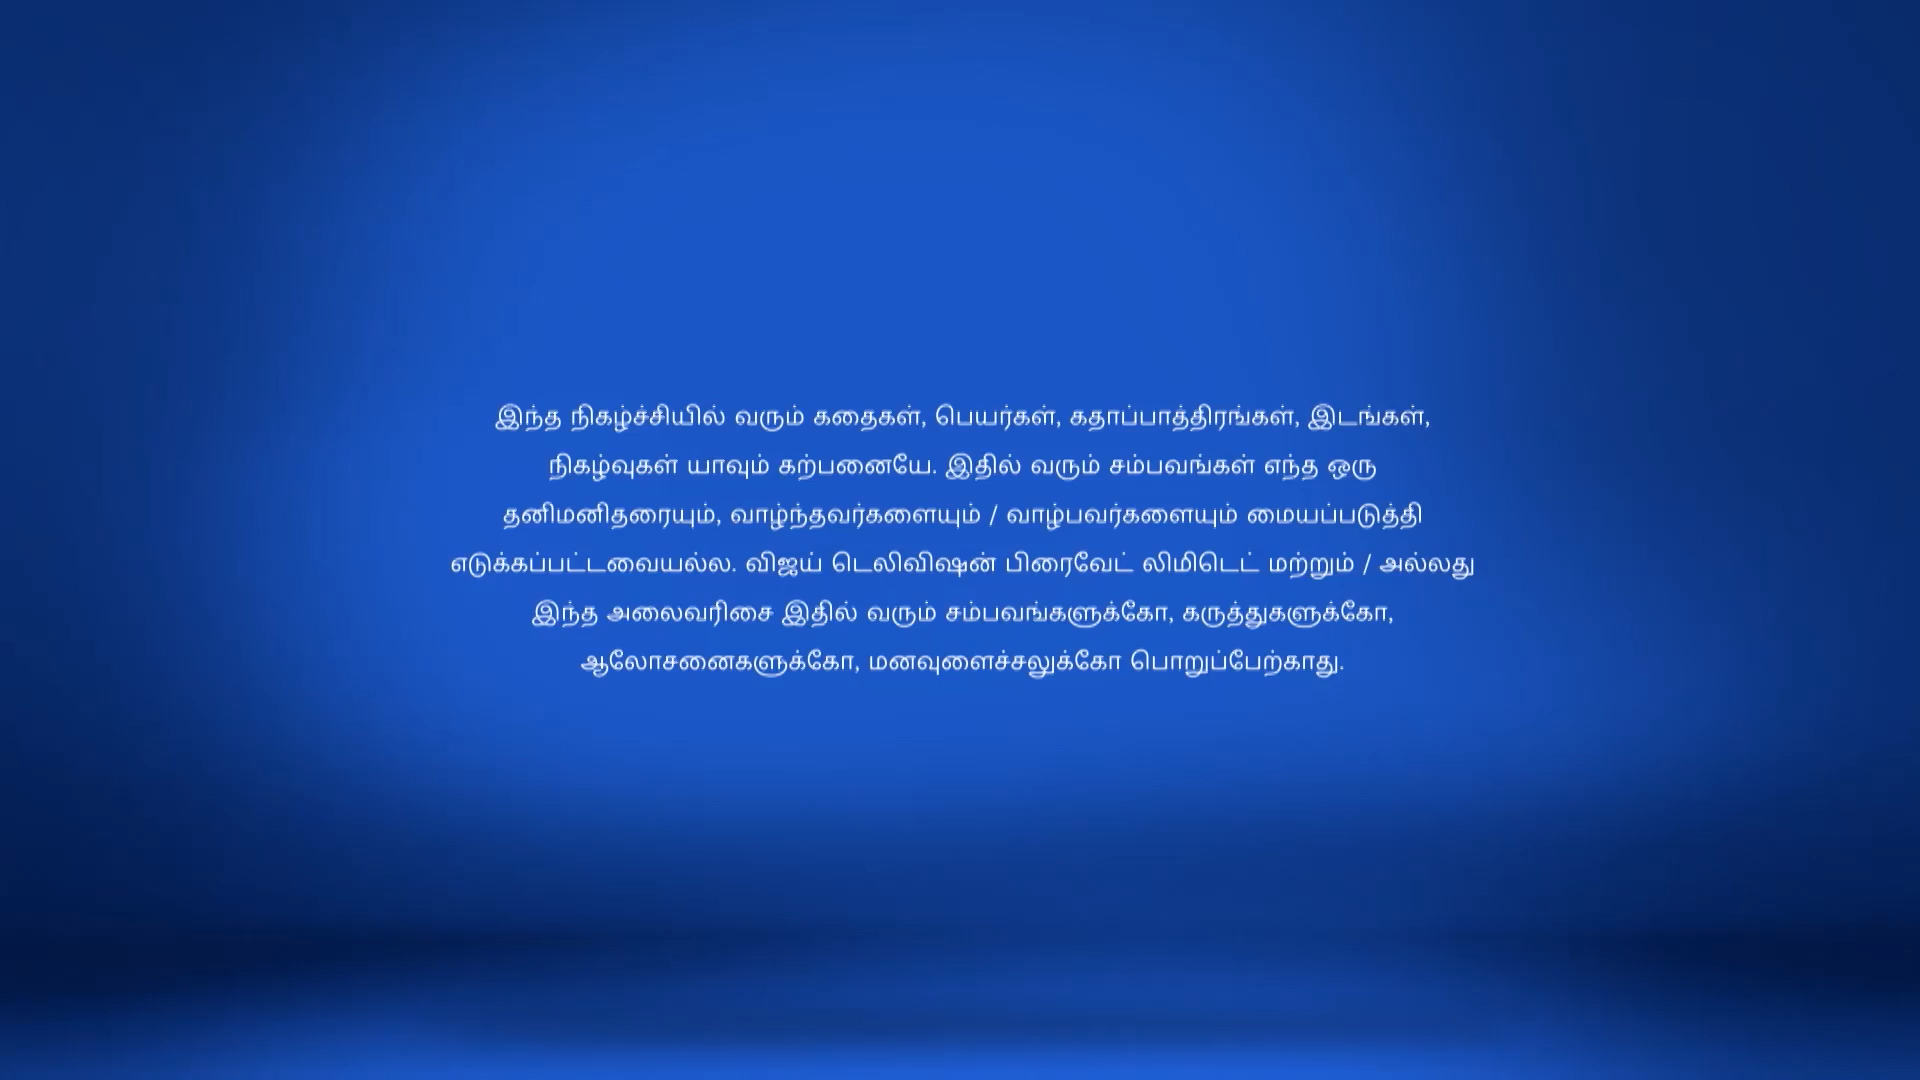 இந்த நிகழ்ச்சியில் வரும் கதைகள், பெயர்கள், கதாப்பாத்திரங்கள், இடங்கள்,
நிகழ்வுகள் யாவும் கற்பனையே. இதில் வரும் சம்பவங்கள் எந்த ஒரு
தனிமனிதரையும், வாழ்ந்தவர்களையும் / வாழ்பவர்களையும் மையப்படுத்தி
எடுக்கப்பட்டவையல்ல. விஜய் டெலிவிஷன் பிரைவேட் லிமிடெட் மற்றும் / அல்லது
இந்த அலைவரிசை இதில் வரும் சம்பவங்களுக்கோ, கருத்துகளுக்கோ,
ஆலோசனைகளுக்கோ, மனவுளைச்சலுக்கோ பொறுப்பேற்காது.